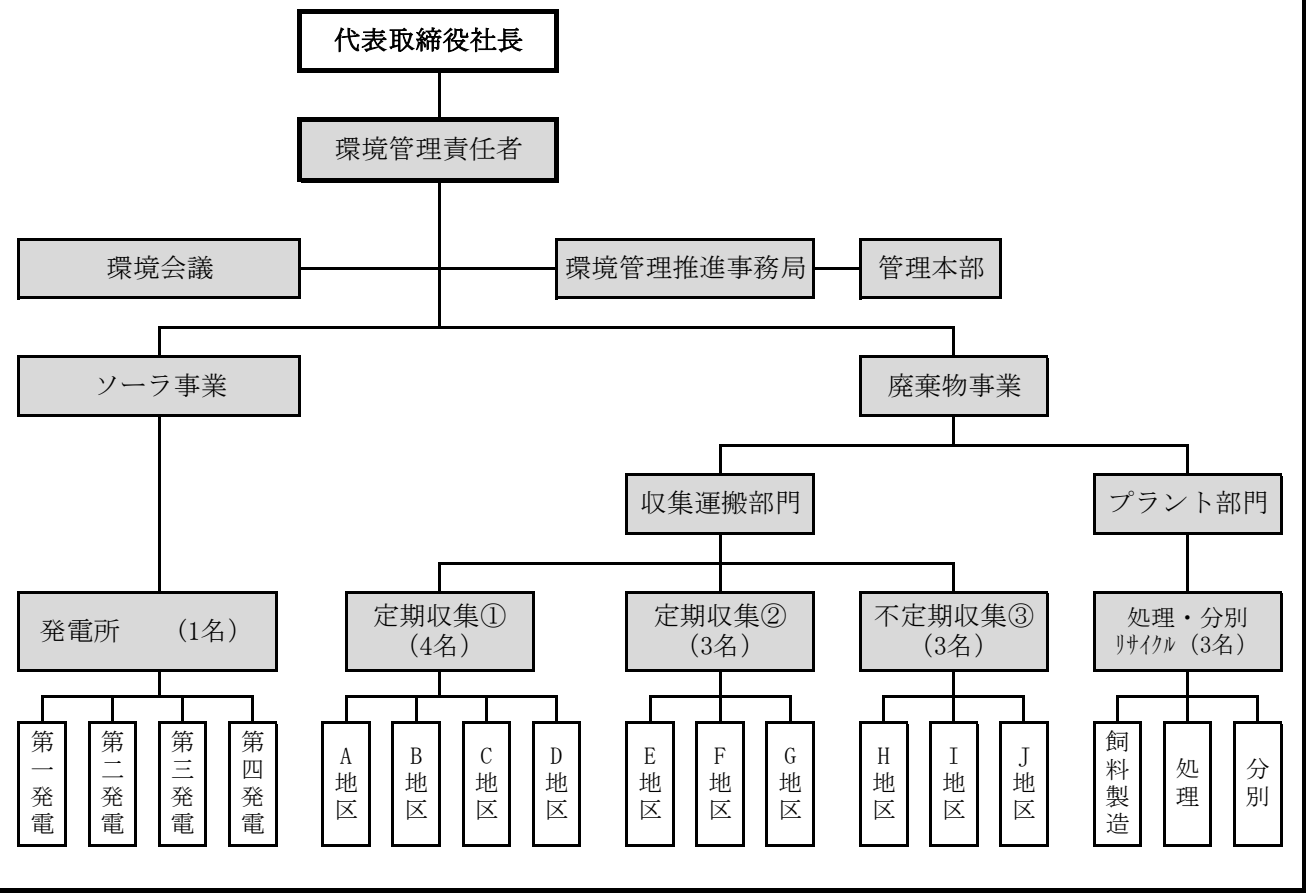 代表取締役社長
環境管理責任者
環境会議
環境管理推進事務局
管理本部
ソーラ事業
廃棄物事業
収集運搬部門
プラント部門
発電所 (1名)
定期収集①
(4名)
定期収集②
(3名)
不定期収集③
(3名)
処理・分別
ﾘｻｲｸﾙ (3名)
第一発電
第二発電
第三発電
第四発電
A地区
B地区
C地区
D地区
E地区
F地区
G地区
H地区
I地区
J地区
飼料製造
処理
分別